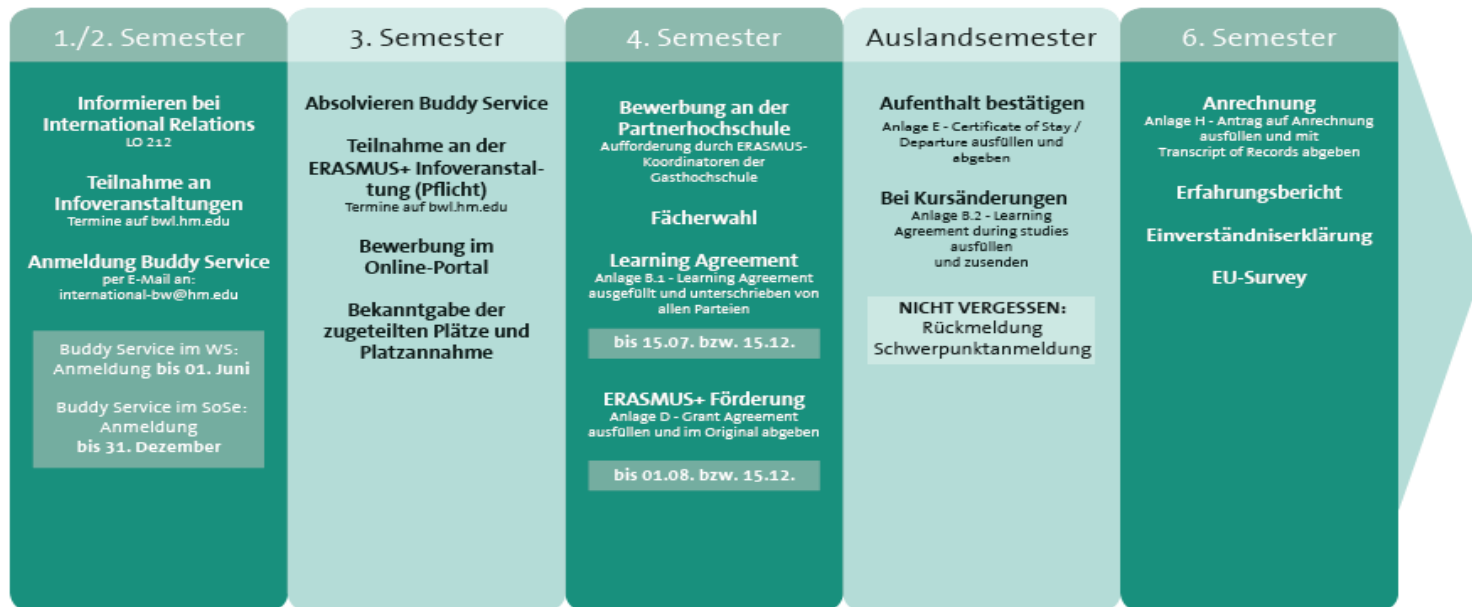 1./2. Semester
Informieren bei
International Relations
LO 212
Teilnahme an
Infoveranstaltungen
Termine auf bwl.hm.edu
Anmeldung Buddy Service
per E-Mail an:
international-bw@hm.edu
Buddy Service im WS:
Anmeldung bis 01. Juni
Buddy Service im SoSe:
Anmeldung
bis 31. Dezember
3. Semester
Absolvieren Buddy Service
Teilnahme an der
ERASMUS+ Infoveranstal-
tung (Pflicht)
Termine auf bwl.hm.edu
Bewerbung im
Online-Portal
Bekanntgabe der
zugeteilten Plätze und
Platzannahme
4. Semester
Bewerbung an der
Partnerhochschule
Aufforderung durch ERASMUS-
Koordinatoren der
Gasthochschule
Fächerwahl
Learning Agreement
Anlage B.1 - Learning Agreement
ausgefüllt und unterschrieben von
allen Parteien
bis 15.07. bzw. 15.12.
ERASMUS+ Förderung
Anlage D - Grant Agreement
ausfüllen und im Original abgeben
bis 01.08. bzw. 15.12.
Auslandsemester
Aufenthalt bestätigen
Anlage E - Certificate of Stay /
Departure ausfüllen und
abgeben
Bei Kursänderungen
Anlage B.2 - Learning
Agreement during studies
ausfüllen
und zusenden
NICHT VERGESSEN:
Rückmeldung
Schwerpunktanmeldung
6. Semester
Anrechnung
Anlage H - Antrag auf Anrechnung
ausfüllen und mit
Transcript of Records abgeben
Erfahrungsbericht
Einverständniserklärung
EU-Survey